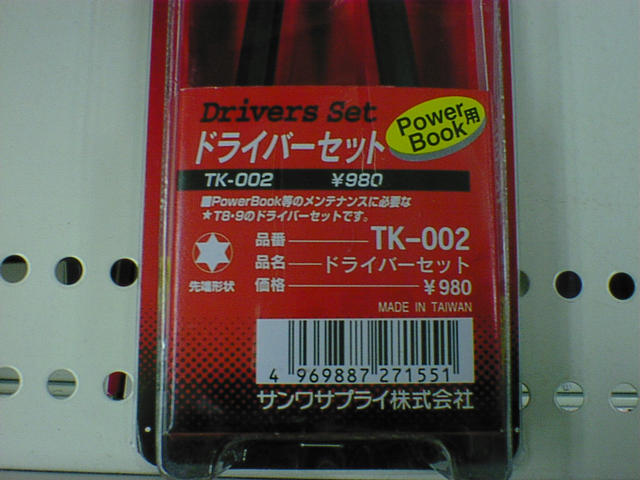 Drivers Set
ドライバーセット
Power Book用
TK-002 ¥980
■PowerBook等のメンテナンスに必要な
★T8・9のドライバーセットです。
品番 TK-002
品名 ドライバーセット
先端形状
価格 ¥980
MADE IN TAIWAN
4 969887 271551
サンワサプライ株式会社